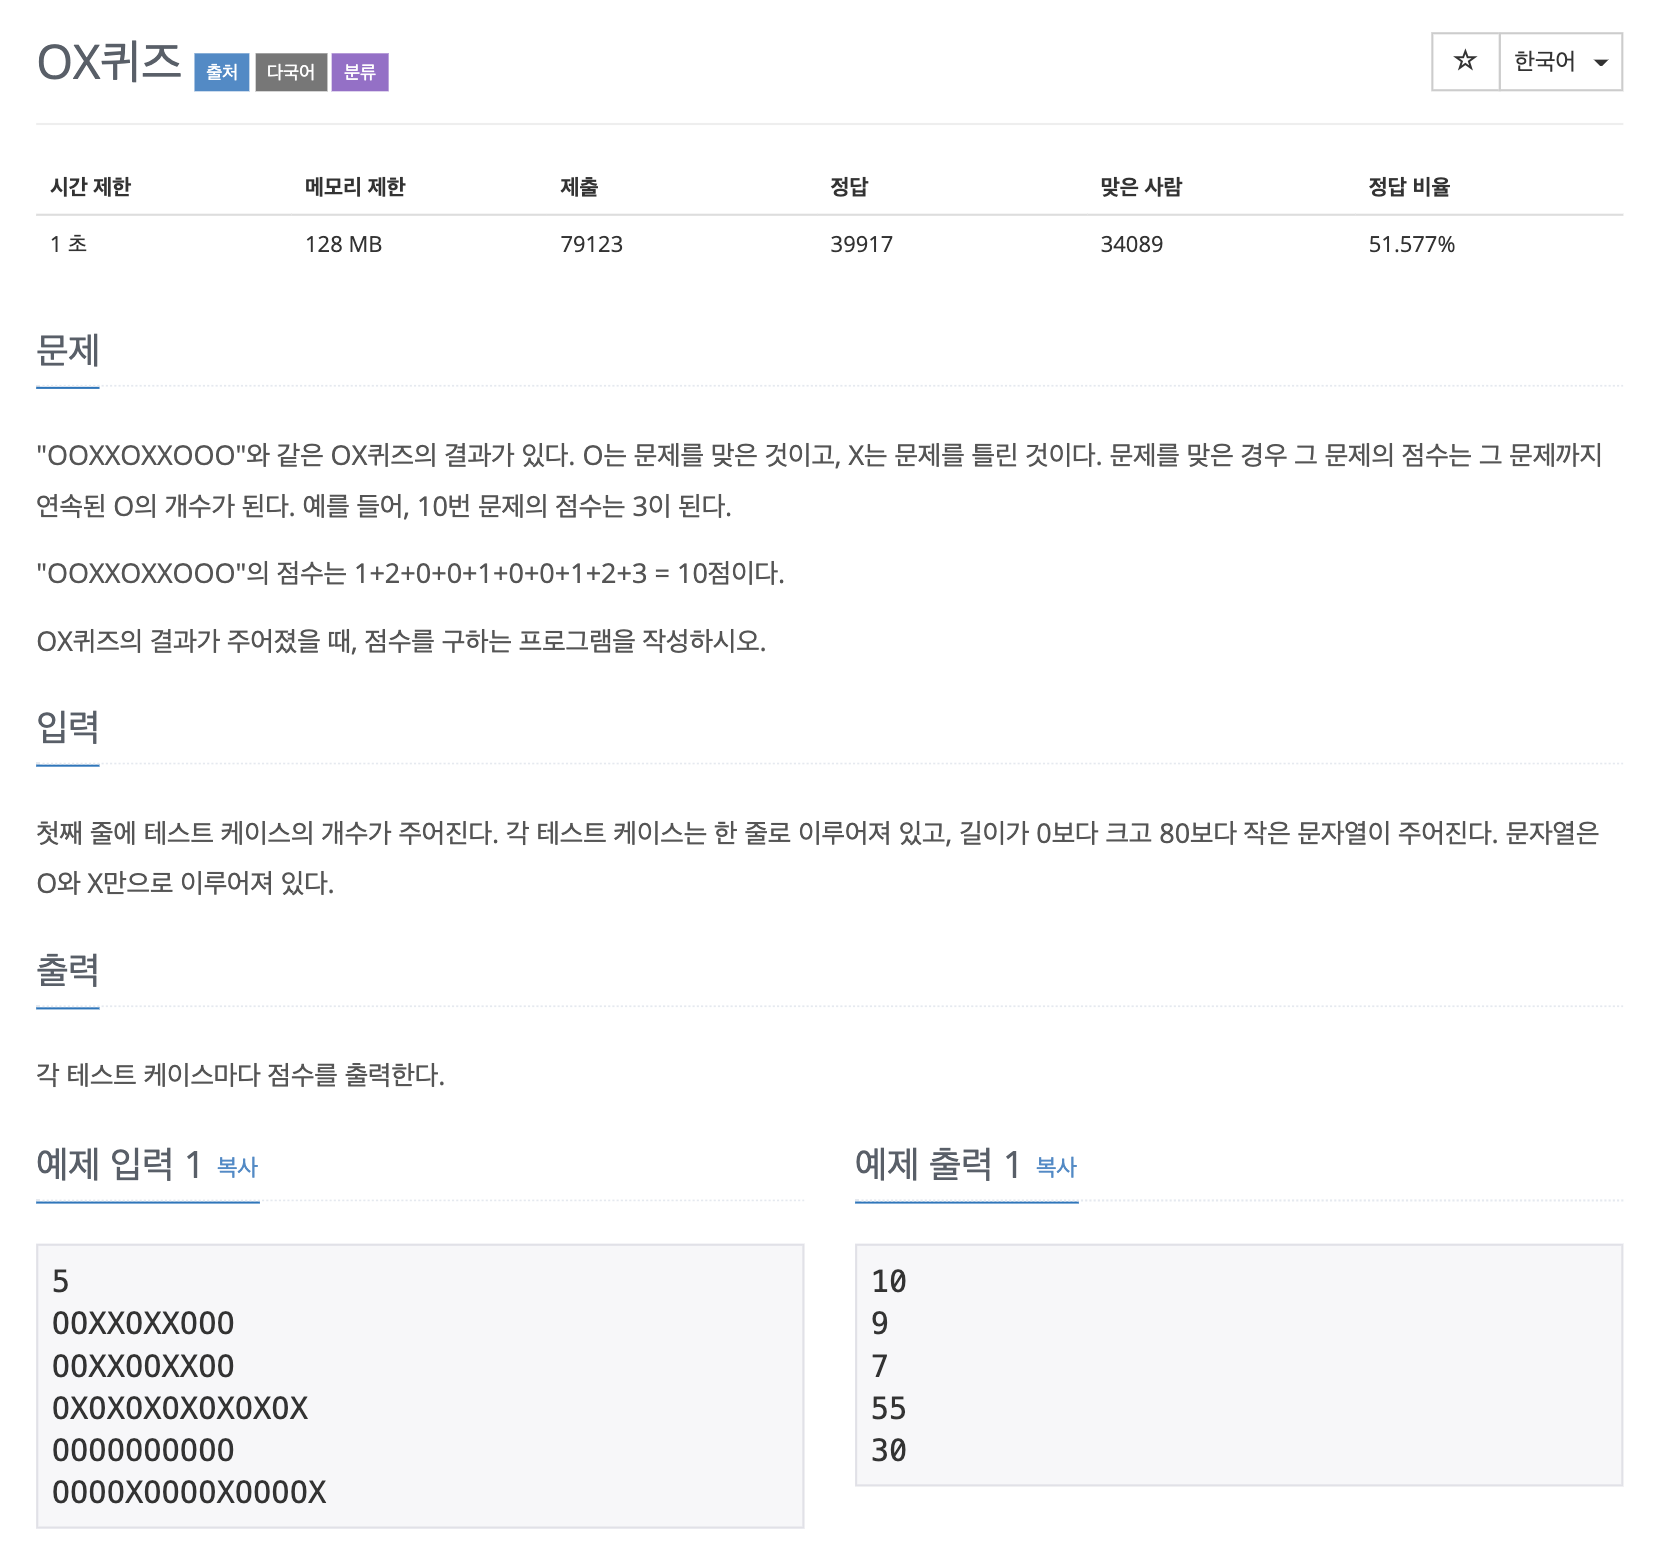 OX퀴즈 출처 다국어 분류 ☆ 한국어
시간 제한 메모리 제한 제출 정답 맞은 사람 정답 비율
1 초 128 MB 79123 39917 34089 51.577%
문제
"OOXXOXXOOO"와 같은 OX퀴즈의 결과가 있다. O는 문제를 맞은 것이고, X는 문제를 틀린 것이다. 문제를 맞은 경우 그 문제의 점수는 그 문제까지
연속된 O의 개수가 된다. 예를 들어, 10번 문제의 점수는 3이 된다.
"OOXXOXXOOO"의 점수는 1+2+0+0+1+0+0+1+2+3 = 10점이다.
OX퀴즈의 결과가 주어졌을 때, 점수를 구하는 프로그램을 작성하시오.
입력
첫째 줄에 테스트 케이스의 개수가 주어진다. 각 테스트 케이스는 한 줄로 이루어져 있고, 길이가 0보다 크고 80보다 작은 문자열이 주어진다. 문자열은
O와 X만으로 이루어져 있다.
출력
각 테스트 케이스마다 점수를 출력한다.
예제 입력 1 복사
5
OOXXOXXOOO
OOXXOOXXOO
OXOXOXOXOXOXOX
OOOOOOOOOO
OOOOXOOOOXOOOOX
예제 출력 1 복사
10
9
7
55
30